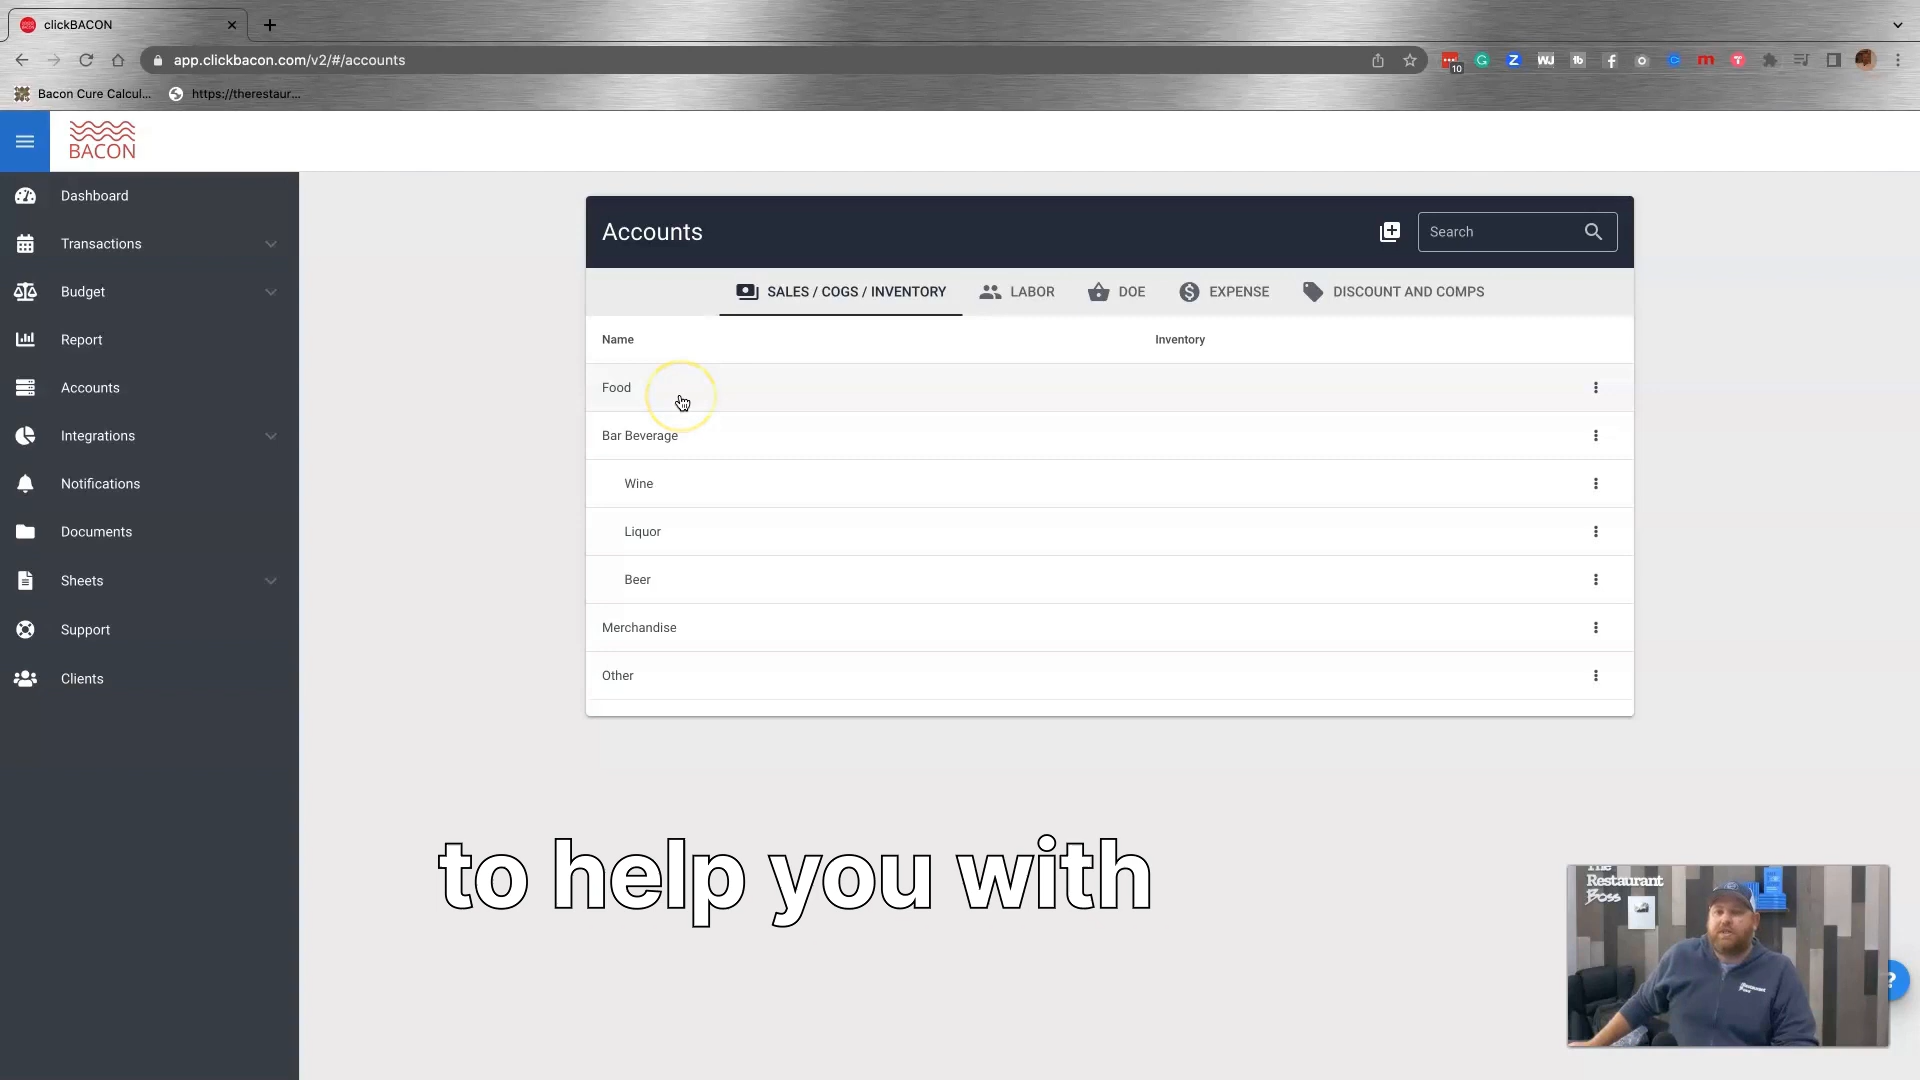 clickBACON
app.clickbacon.com/v2/#/accounts
10
Bacon Cure Calcul...
https://therestaur...
BACON
Dashboard
Transactions
Budget
Report
Accounts
Integrations
Notifications
Documents
Sheets
Support
Clients
Accounts
Search
SALES / COGS / INVENTORY
LABOR
DOE
EXPENSE
DISCOUNT AND COMPS
Name
Inventory
Food
Bar Beverage
Wine
Liquor
Beer
Merchandise
Other
to help you with
The
Restaurant
Boss
?